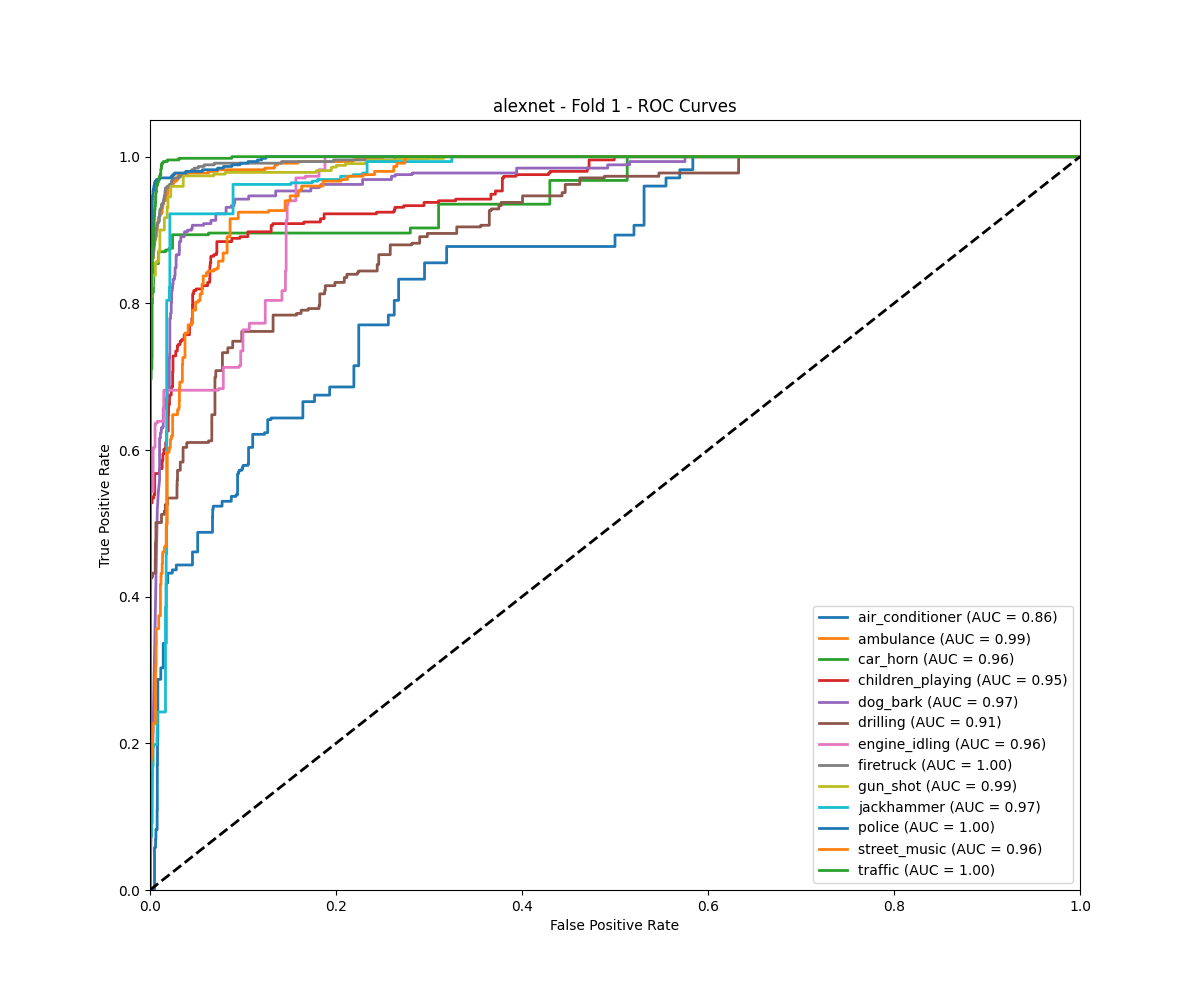 alexnet - Fold 1 - ROC Curves
True Positive Rate
1.0
0.8
0.6
0.4
0.2
0.0
air_conditioner (AUC = 0.86)
ambulance (AUC = 0.99)
car_horn (AUC = 0.96)
children_playing (AUC = 0.95)
dog_bark (AUC = 0.97)
drilling (AUC = 0.91)
engine_idling (AUC = 0.96)
firetruck (AUC = 1.00)
gun_shot (AUC = 0.99)
jackhammer (AUC = 0.97)
police (AUC = 1.00)
street_music (AUC = 0.96)
traffic (AUC = 1.00)
0.0 0.2 0.4 0.6 0.8 1.0
False Positive Rate